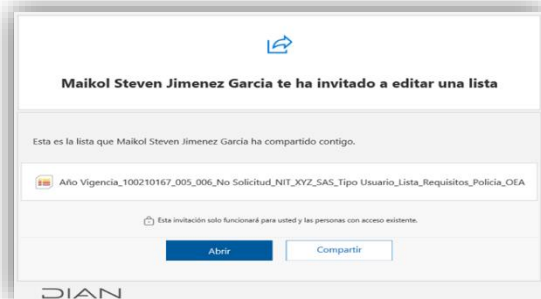 Maikol Steven Jimenez Garcia te ha invitado a editar una lista
Esta es la lista que Maikol Steven Jimenez Garcia ha compartido contigo.
Año Vigencia_100210167_005_006_No Solicitud_NIT_XYZ_SAS_Tipo Usuario_Lista_Requisitos_Policia_OEA
Esta invitación solo funcionará para usted y las personas con acceso existente.
Abrir
Compartir
DIAN